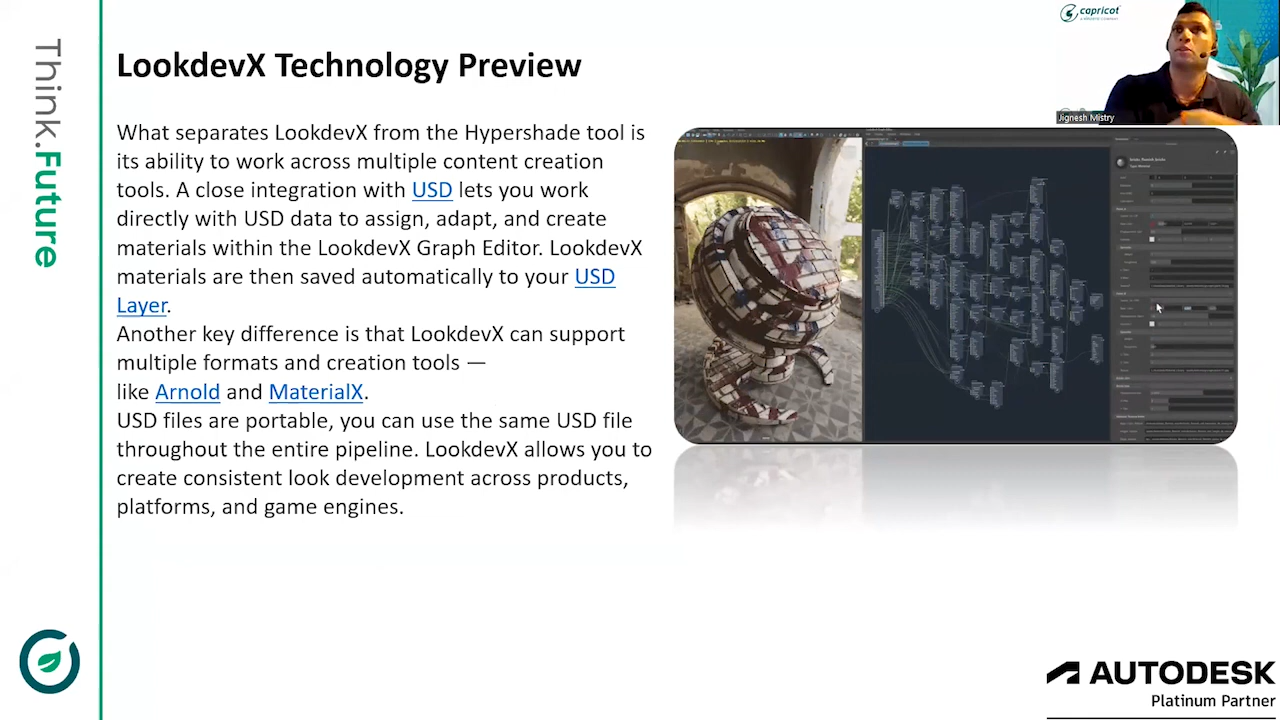 Think.Future
LookdevX Technology Preview
What separates LookdevX from the Hypershade tool is
its ability to work across multiple content creation
tools. A close integration with USD lets you work
directly with USD data to assign, adapt, and create
materials within the LookdevX Graph Editor. LookdevX
materials are then saved automatically to your USD
Layer.
Another key difference is that LookdevX can support
multiple formats and creation tools —
like Arnold and MaterialX.
USD files are portable, you can use the same USD file
throughout the entire pipeline. LookdevX allows you to
create consistent look development across products,
platforms, and game engines.
capricot
Jignesh Mistry
AUTODESK
Platinum Partner